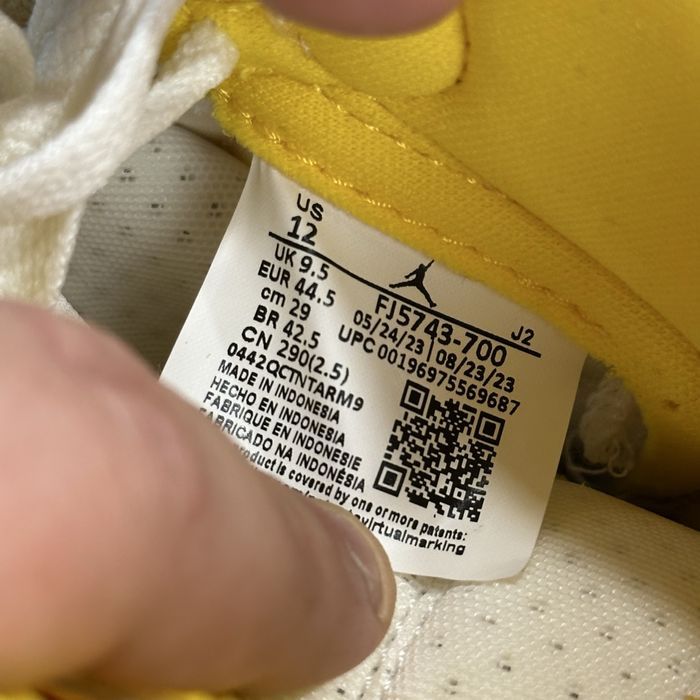 US
12
UK 9.5
EUR 44.5
cm 29
BR 42.5
CN 290(2.5)
FJ5743-700 J2
05/24/23 | 08/23/23
UPC 00196975569687
0442QCTNTARM9
MADE IN INDONESIA
HECHO EN INDONESIA
FABRIQUE EN INDONESIE
FABRICADO NA INDONÉSIA
product is covered by one or more patents:
virtualmarking